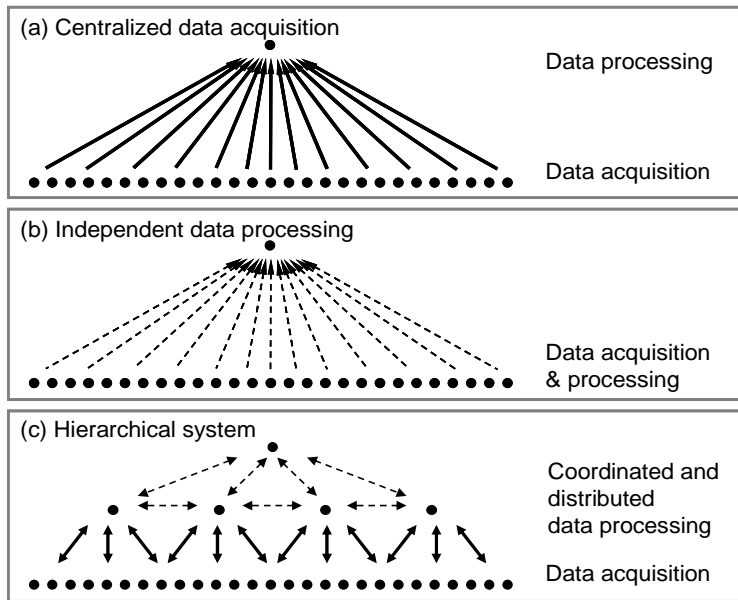 (a) Centralized data acquisition
Data processing
Data acquisition
(b) Independent data processing
Data acquisition
& processing
(c) Hierarchical system
Coordinated and
distributed
data processing
Data acquisition